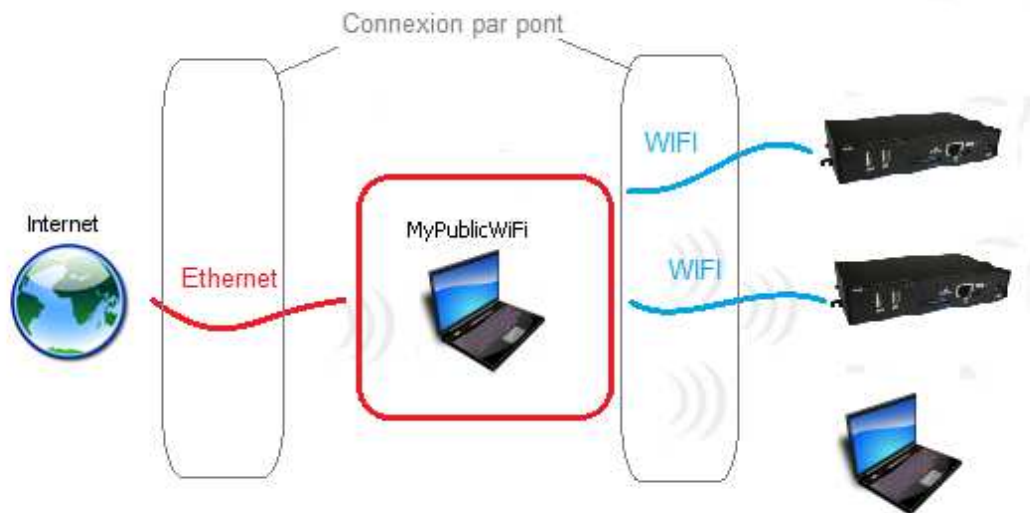 Connexion par pont
WIFI
Internet
MyPublicWiFi
Ethernet
WIFI